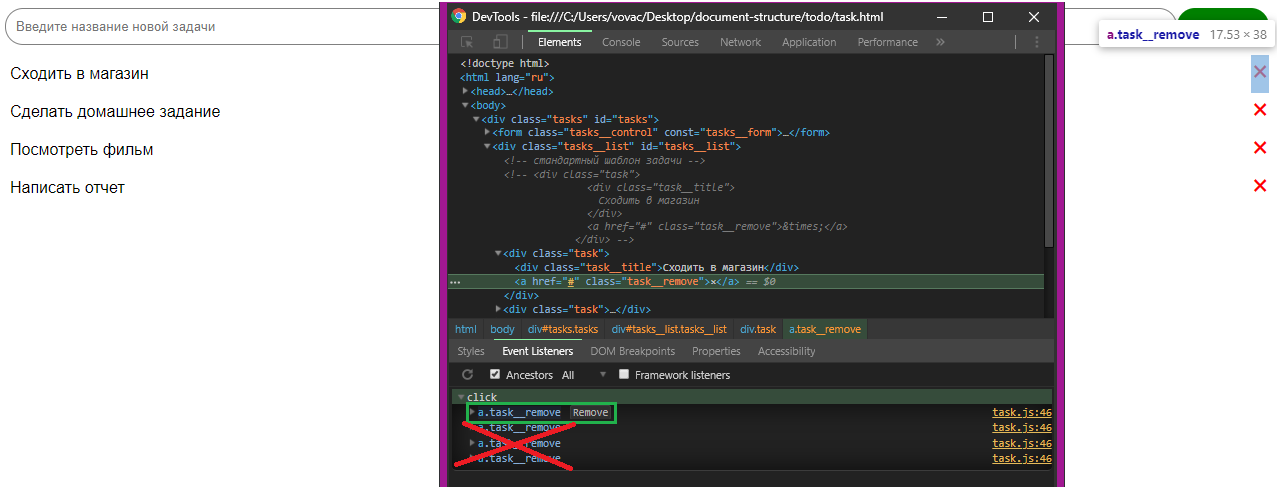 DevTools - file:///C:/Users/vovac/Desktop/document-structure/todo/task.html
Введите название новой задачи
a.task__remove 17.53 × 38
Elements Console Sources Network Application Performance »
Сходить в магазин ×
Сделать домашнее задание ×
Посмотреть фильм ×
Написать отчет ×
<!doctype html>
<html lang="ru">
<head>…</head>
<body>
<div class="tasks" id="tasks">
<form class="tasks__control" const="tasks__form">…</form>
<div class="tasks__list" id="tasks__list">
<!-- стандартный шаблон задачи -->
<!-- <div class="task">
<div class="task__title">
Сходить в магазин
</div>
<a href="#" class="task__remove">&times;</a>
</div> -->
<div class="task">
<div class="task__title">Сходить в магазин</div>
<a href="#" class="task__remove">×</a> == $0
</div>
<div class="task">…</div>
html body div#tasks.tasks div#tasks__list.tasks__list div.task a.task__remove
Styles Event Listeners DOM Breakpoints Properties Accessibility
Ancestors All Framework listeners
click
a.task__remove Remove task.js:46
a.task__remove task.js:46
a.task__remove task.js:46
a.task__remove task.js:46